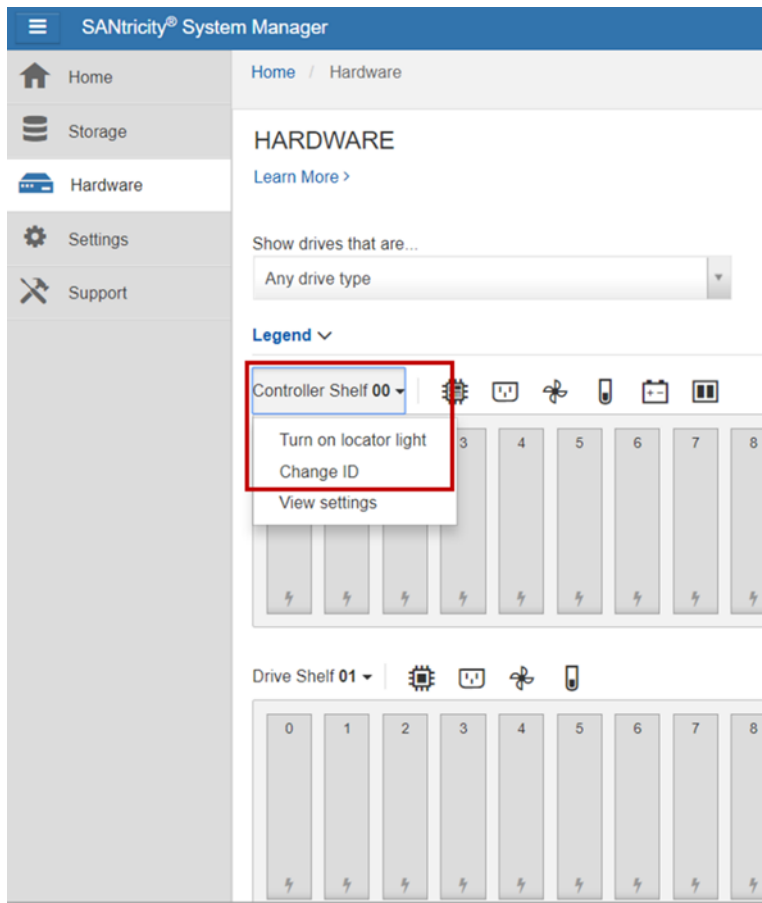 SANtricity® System Manager
Home
Storage
Hardware
Settings
Support
Home / Hardware
HARDWARE
Learn More >
Show drives that are...
Any drive type
Legend
Controller Shelf 00
Turn on locator light
Change ID
View settings
3 4 5 6 7 8
Drive Shelf 01
0 1 2 3 4 5 6 7 8